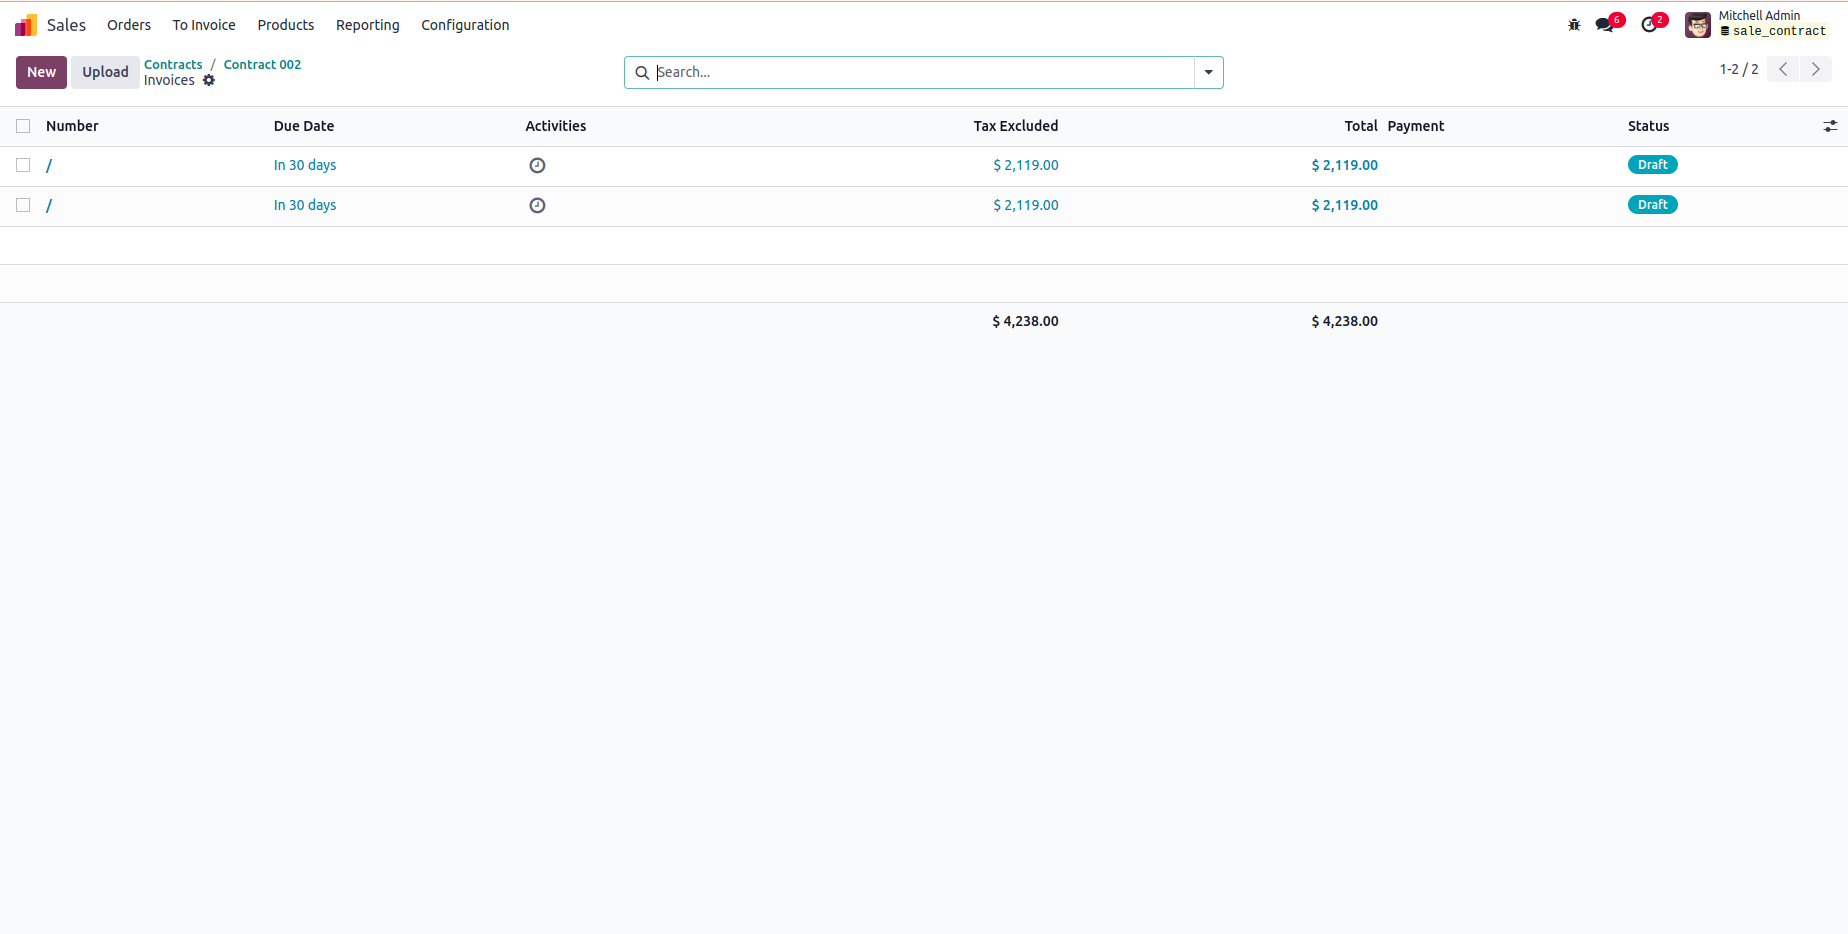 Sales Orders To Invoice Products Reporting Configuration 6 2 Mitchell Admin
sale_contract
New Upload Contracts / Contract 002 Search... 1-2 / 2
Invoices
Number Due Date Activities Tax Excluded Total Payment Status
/ In 30 days $ 2,119.00 $ 2,119.00 Draft
/ In 30 days $ 2,119.00 $ 2,119.00 Draft
$ 4,238.00 $ 4,238.00